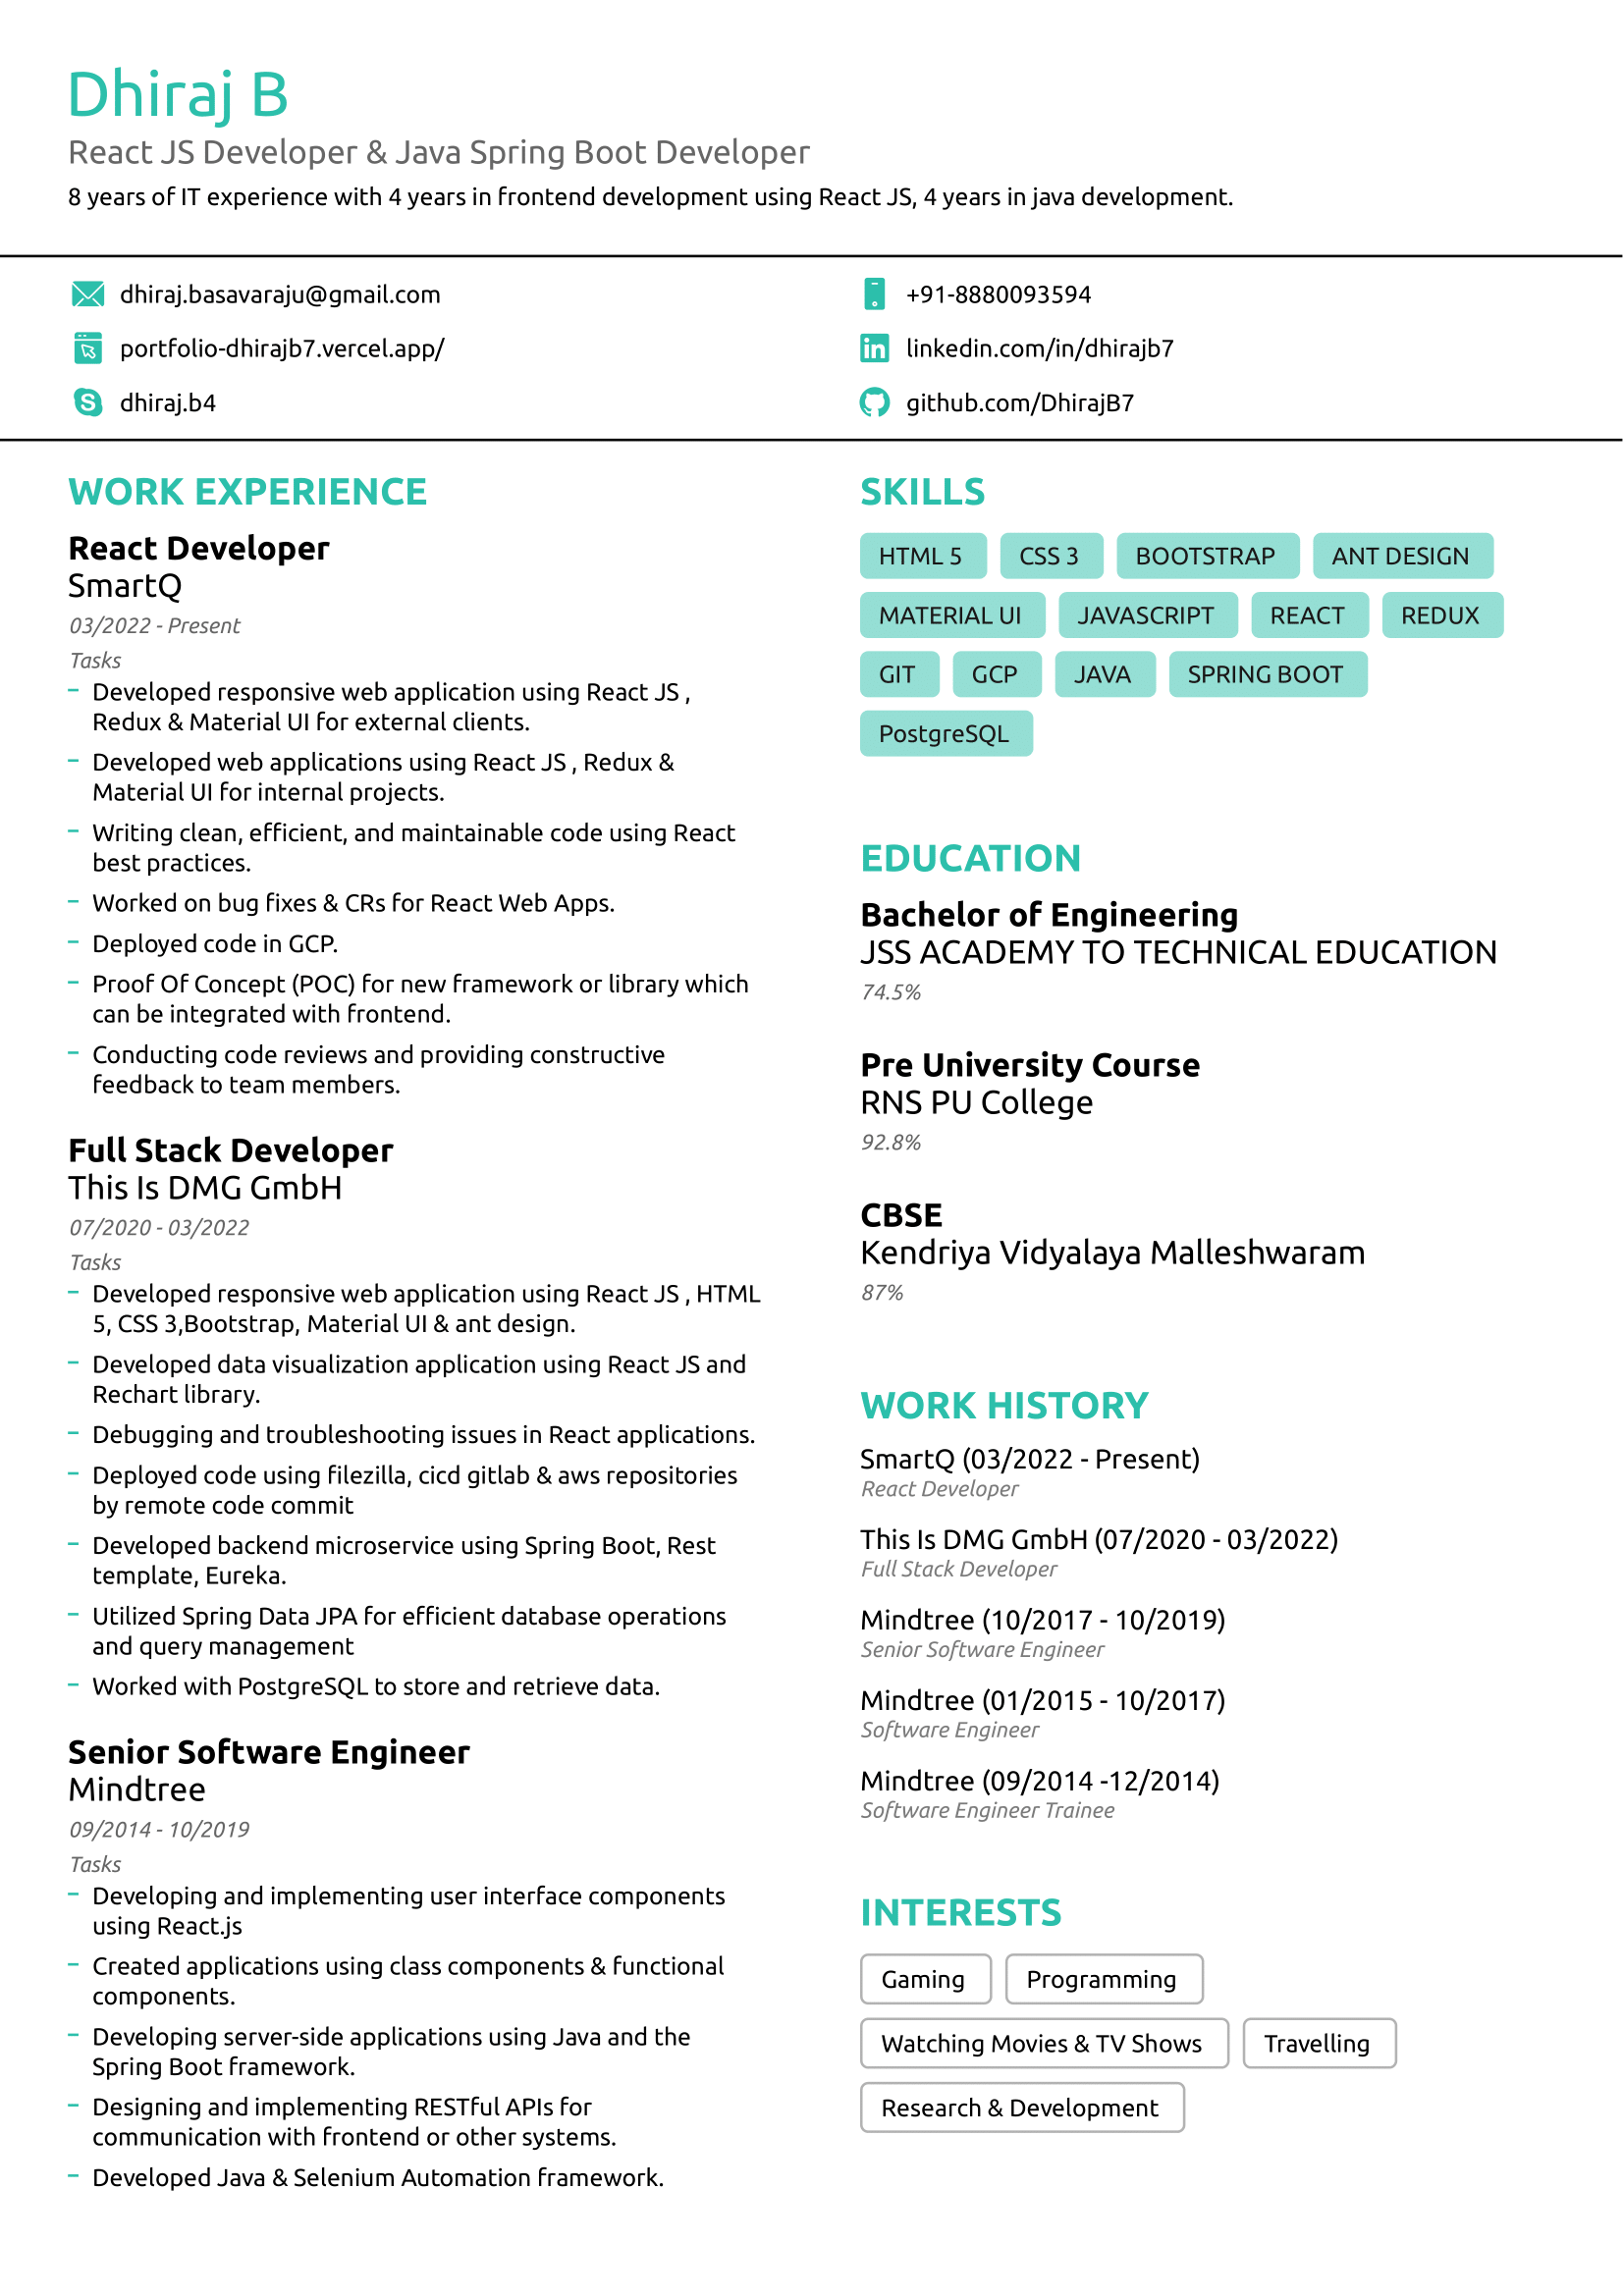 Dhiraj B
React JS Developer & Java Spring Boot Developer
8 years of IT experience with 4 years in frontend development using React JS, 4 years in java development.
dhiraj.basavaraju@gmail.com
+91-8880093594
portfolio-dhirajb7.vercel.app/
linkedin.com/in/dhirajb7
dhiraj.b4
github.com/DhirajB7
WORK EXPERIENCE
React Developer
SmartQ
03/2022 - Present
Tasks
– Developed responsive web application using React JS ,
Redux & Material UI for external clients.
– Developed web applications using React JS , Redux &
Material UI for internal projects.
– Writing clean, efficient, and maintainable code using React
best practices.
– Worked on bug fixes & CRs for React Web Apps.
– Deployed code in GCP.
– Proof Of Concept (POC) for new framework or library which
can be integrated with frontend.
– Conducting code reviews and providing constructive
feedback to team members.
Full Stack Developer
This Is DMG GmbH
07/2020 - 03/2022
Tasks
– Developed responsive web application using React JS , HTML
5, CSS 3,Bootstrap, Material UI & ant design.
– Developed data visualization application using React JS and
Rechart library.
– Debugging and troubleshooting issues in React applications.
– Deployed code using filezilla, cicd gitlab & aws repositories
by remote code commit
– Developed backend microservice using Spring Boot, Rest
template, Eureka.
– Utilized Spring Data JPA for efficient database operations
and query management
– Worked with PostgreSQL to store and retrieve data.
Senior Software Engineer
Mindtree
09/2014 - 10/2019
Tasks
– Developing and implementing user interface components
using React.js
– Created applications using class components & functional
components.
– Developing server-side applications using Java and the
Spring Boot framework.
– Designing and implementing RESTful APIs for
communication with frontend or other systems.
– Developed Java & Selenium Automation framework.
SKILLS
HTML 5 CSS 3 BOOTSTRAP ANT DESIGN
MATERIAL UI JAVASCRIPT REACT REDUX
GIT GCP JAVA SPRING BOOT
PostgreSQL
EDUCATION
Bachelor of Engineering
JSS ACADEMY TO TECHNICAL EDUCATION
74.5%
Pre University Course
RNS PU College
92.8%
CBSE
Kendriya Vidyalaya Malleshwaram
87%
WORK HISTORY
SmartQ (03/2022 - Present)
React Developer
This Is DMG GmbH (07/2020 - 03/2022)
Full Stack Developer
Mindtree (10/2017 - 10/2019)
Senior Software Engineer
Mindtree (01/2015 - 10/2017)
Software Engineer
Mindtree (09/2014 -12/2014)
Software Engineer Trainee
INTERESTS
Gaming Programming
Watching Movies & TV Shows Travelling
Research & Development